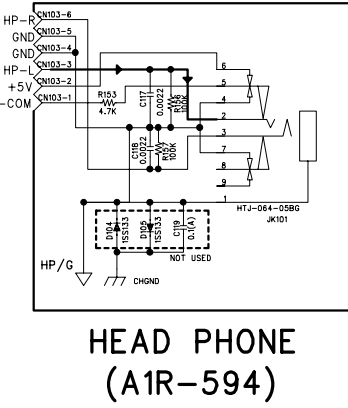 HP-R CN103-6
GND CN103-5
GND CN103-4
HP-L CN103-3
+5V CN103-2
-COM CN103-1
R153
4.7K
C117
0.0022
R156
100K
C118
0.0022
R157
100K
6
5
4
2
3
7
8
9
1
HTJ-064-05BG
JK101
D104
1SS133
D105
1SS133
C119
0.1(A)
NOT USED
HP/G
CHGND
HEAD PHONE
(A1R-594)